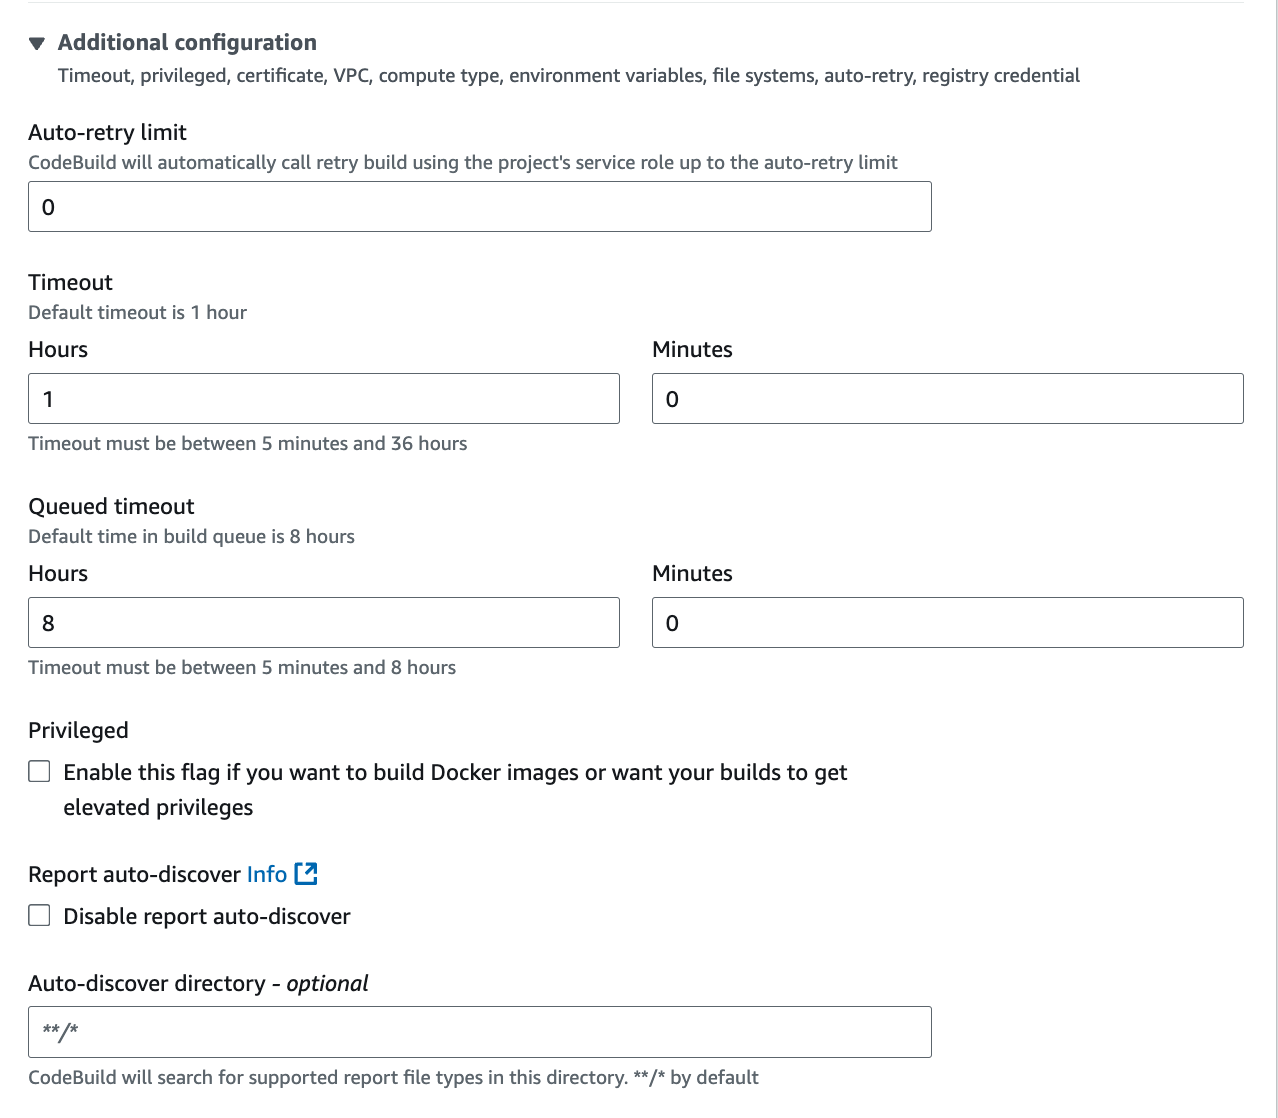 Additional configuration
Timeout, privileged, certificate, VPC, compute type, environment variables, file systems, auto-retry, registry credential
Auto-retry limit
CodeBuild will automatically call retry build using the project's service role up to the auto-retry limit
0
Timeout
Default timeout is 1 hour
Hours
Minutes
1
0
Timeout must be between 5 minutes and 36 hours
Queued timeout
Default time in build queue is 8 hours
Hours
Minutes
8
0
Timeout must be between 5 minutes and 8 hours
Privileged
Enable this flag if you want to build Docker images or want your builds to get
elevated privileges
Report auto-discover Info
Disable report auto-discover
Auto-discover directory - optional
**/*
CodeBuild will search for supported report file types in this directory. **/* by default